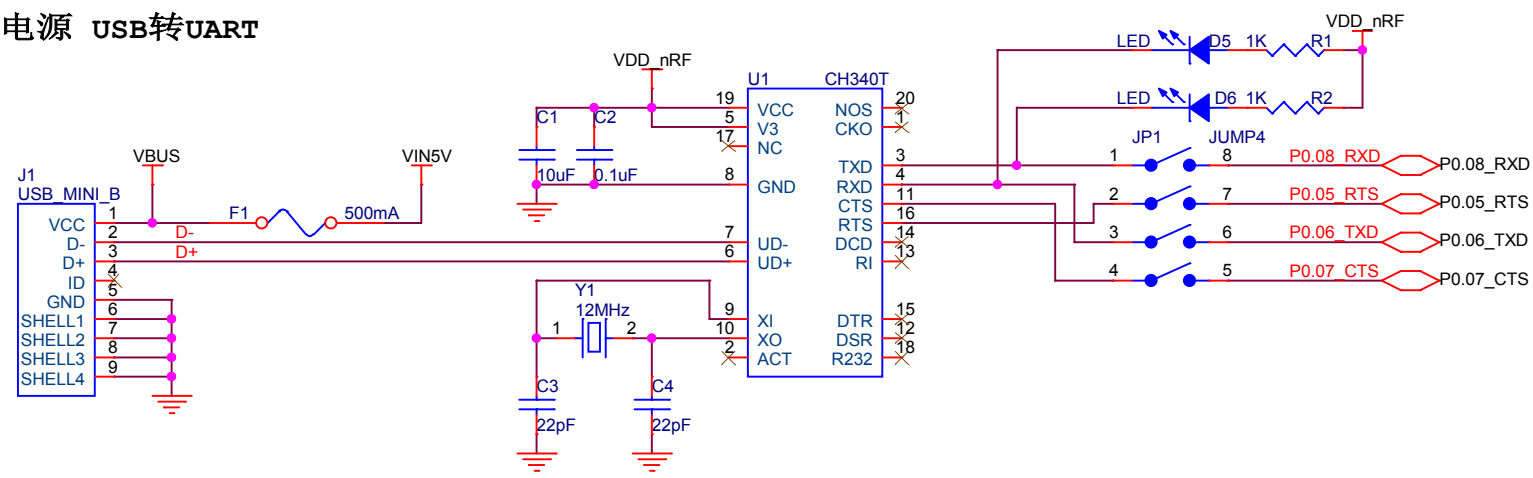 电源 USB转UART
J1
USB_MINI_B
VCC 1
D- 2
D+ 3
ID 4
GND 5
SHELL1 6
SHELL2 7
SHELL3 8
SHELL4 9
VBUS
F1 500mA
VIN5V
D-
D+
VDD_nRF
C1 C2
10uF 0.1uF
Y1
12MHz
1 2
C3 C4
22pF 22pF
U1 CH340T
19 VCC NOS 20
5 V3 CKO 1
17 NC
TXD 3
8 GND RXD 4
CTS 11
RTS 16
7 UD- DCD 14
6 UD+ RI 13
9 XI DTR 15
10 XO DSR 12
2 ACT R232 18
VDD_nRF
LED D5 1K R1
LED D6 1K R2
JP1 JUMP4
1 8 P0.08_RXD P0.08_RXD
2 7 P0.05_RTS P0.05_RTS
3 6 P0.06_TXD P0.06_TXD
4 5 P0.07_CTS P0.07_CTS